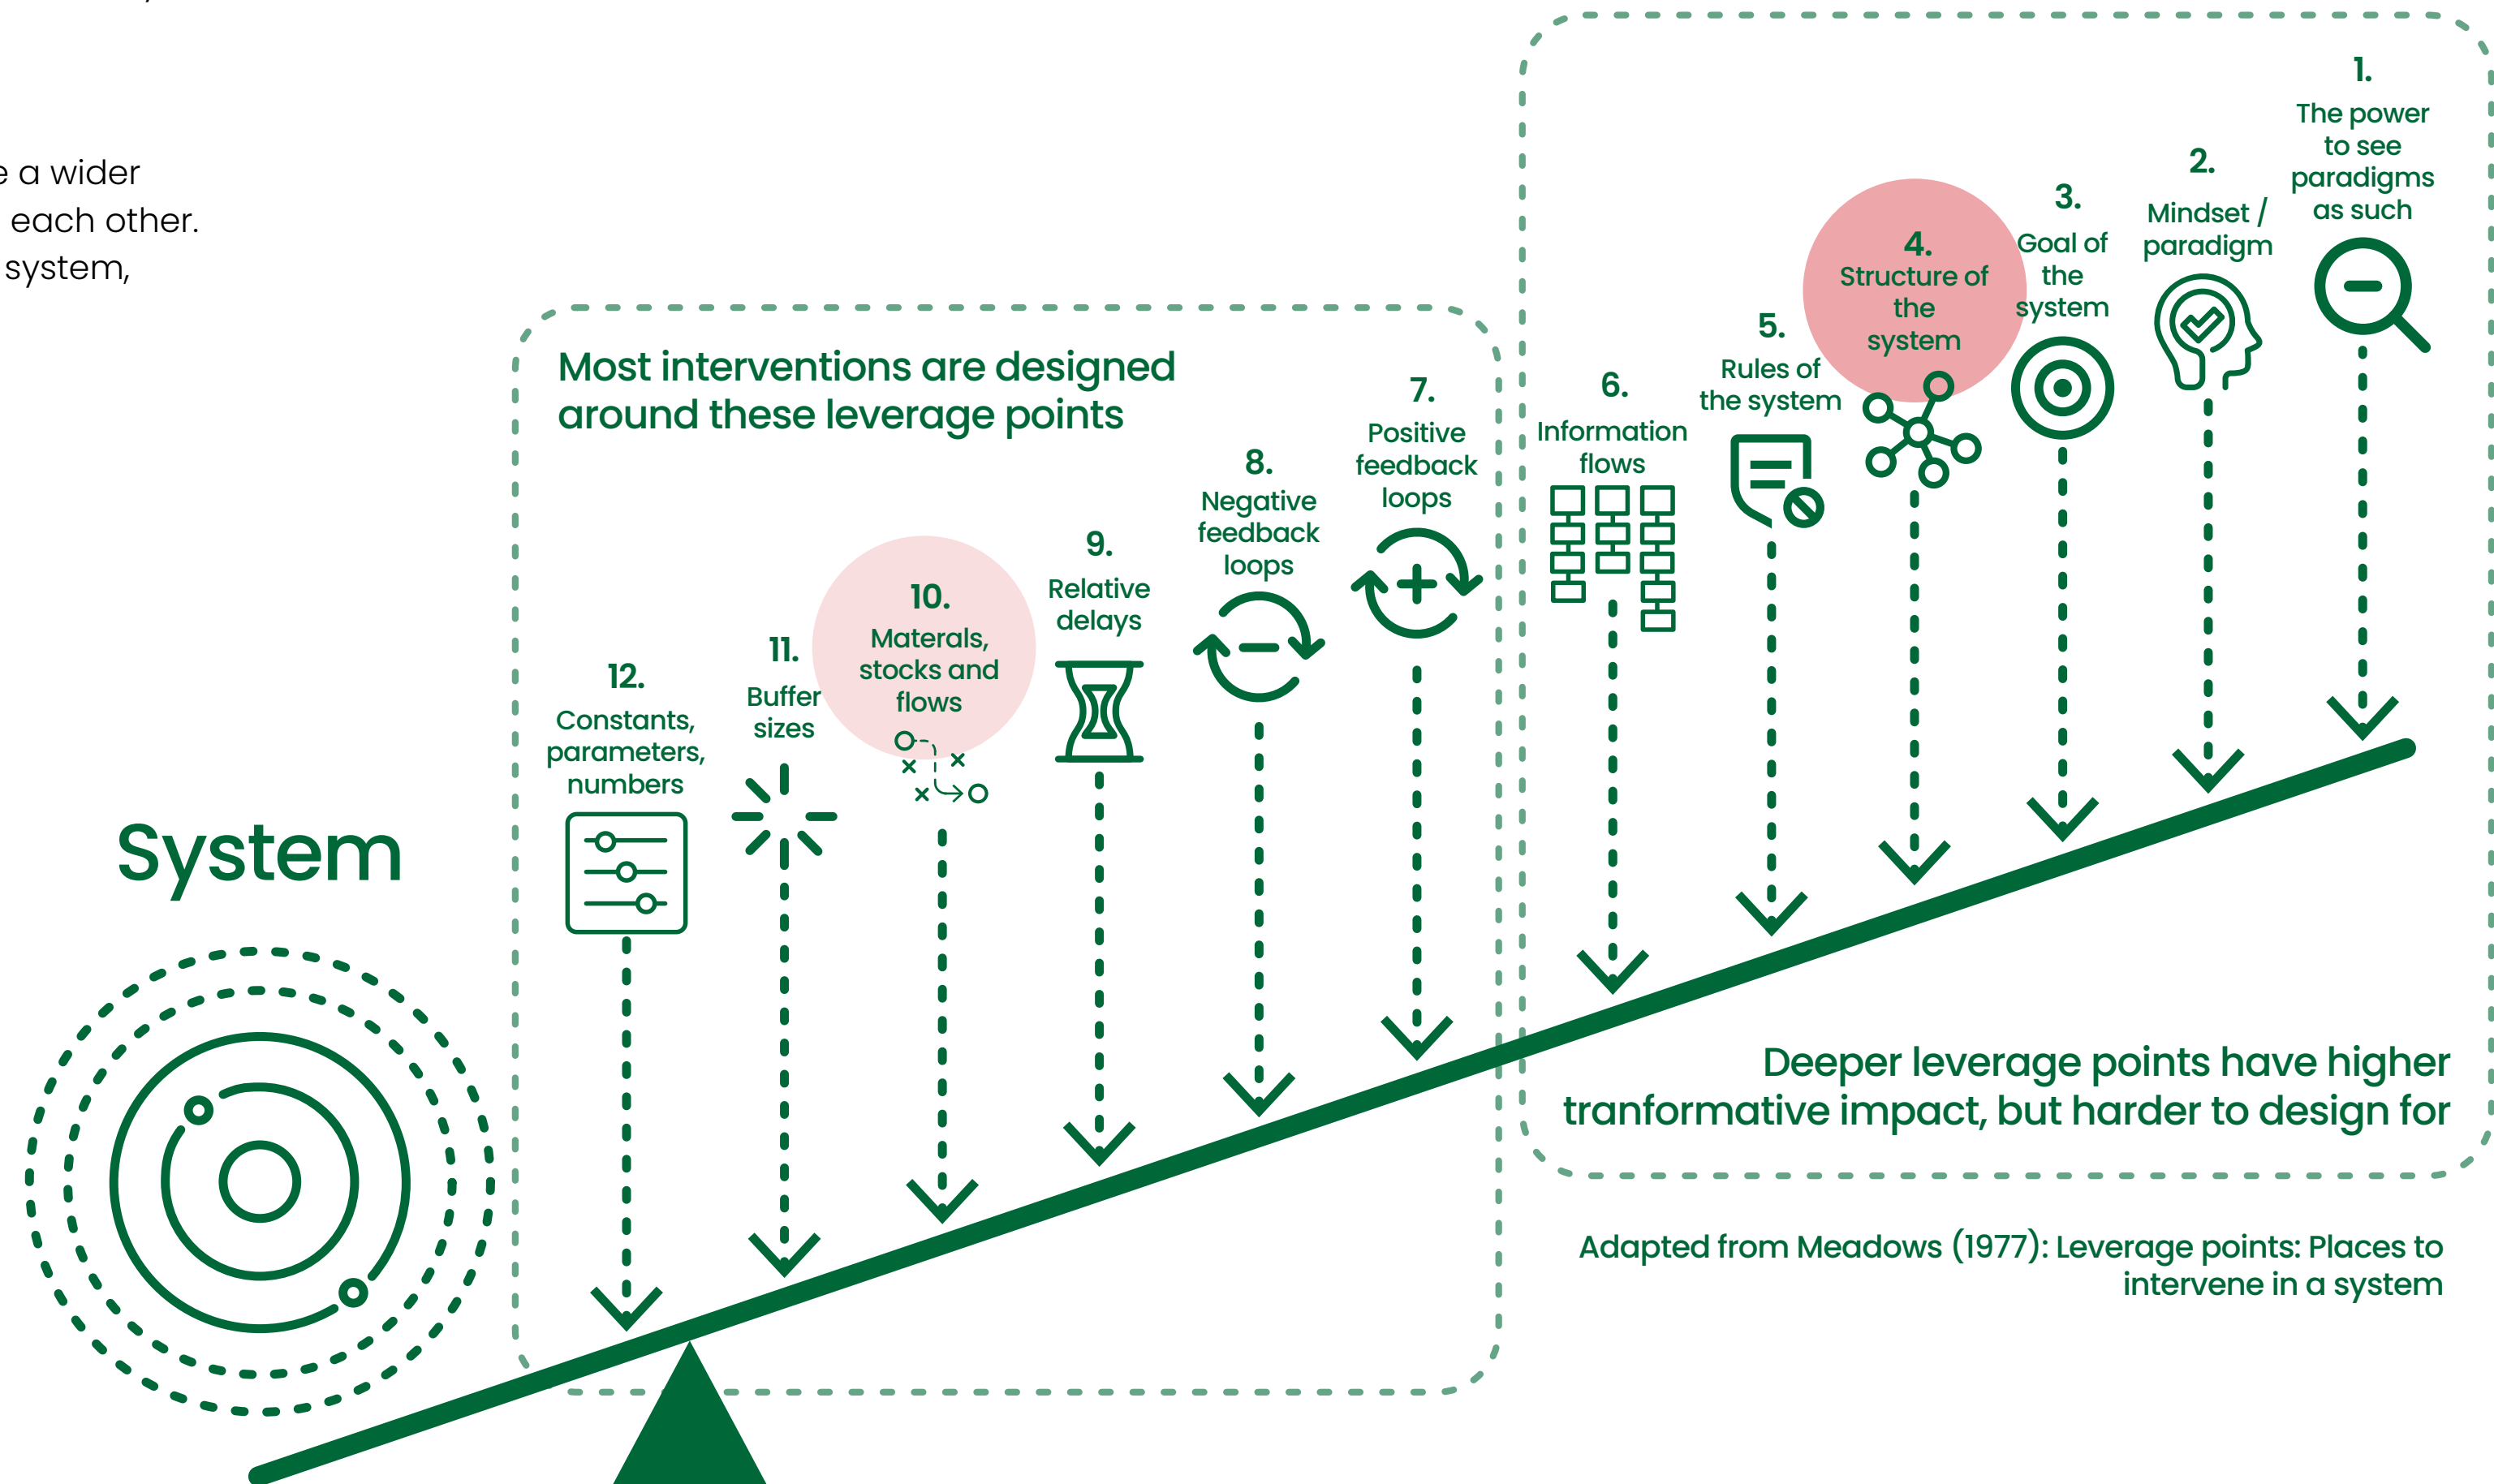 e a wider
each other.
system,
System
Most interventions are designed
around these leverage points
12.
Constants,
parameters,
numbers
11.
Buffer
sizes
10.
Materals,
stocks and
flows
9.
Relative
delays
8.
Negative
feedback
loops
7.
Positive
feedback
loops
6.
Information
flows
5.
Rules of
the system
4.
Structure of
the
system
3.
Goal of
the
system
2.
Mindset /
paradigm
1.
The power
to see
paradigms
as such
Deeper leverage points have higher
tranformative impact, but harder to design for
Adapted from Meadows (1977): Leverage points: Places to
intervene in a system